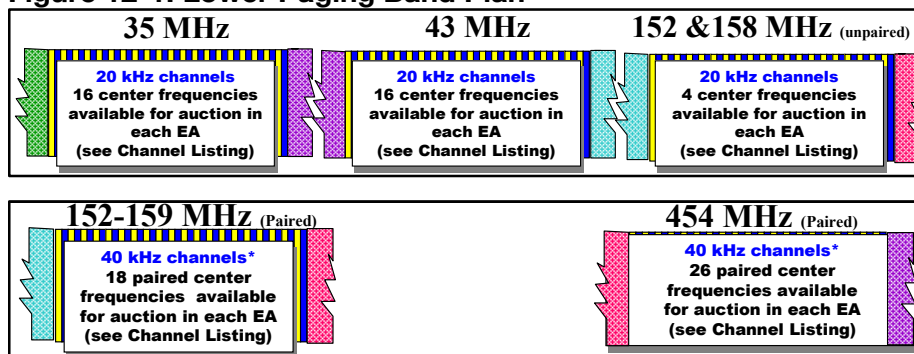 35 MHz
43 MHz
152 &158 MHz (unpaired)
20 kHz channels
16 center frequencies
available for auction in
each EA
(see Channel Listing)
20 kHz channels
16 center frequencies
available for auction in
each EA
(see Channel Listing)
20 kHz channels
4 center frequencies
available for auction in
each EA
(see Channel Listing)
152-159 MHz (Paired)
454 MHz (Paired)
40 kHz channels*
18 paired center
frequencies available
for auction in each EA
(see Channel Listing)
40 kHz channels*
26 paired center
frequencies available
for auction in each EA
(see Channel Listing)